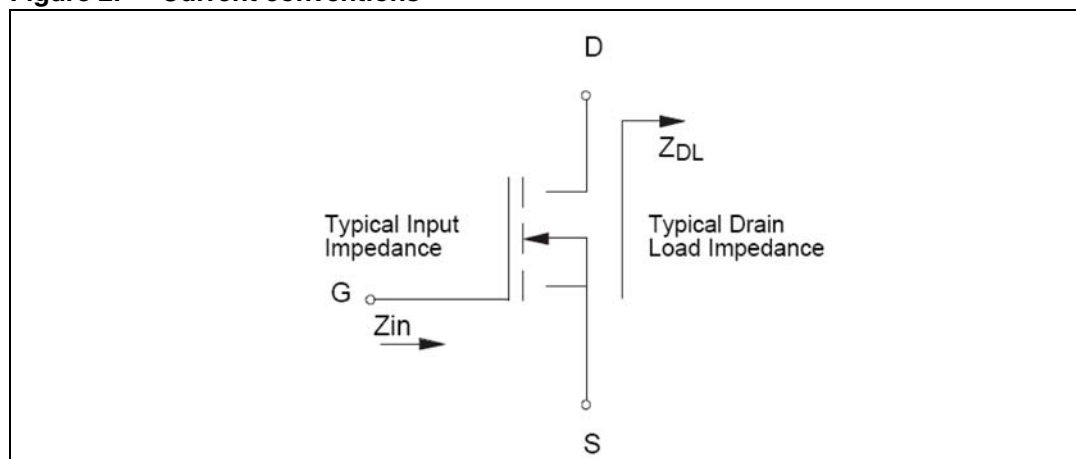 Figure 2. Current conventions
D
ZDL
Typical Input
Impedance
Typical Drain
Load Impedance
G
Zin
S